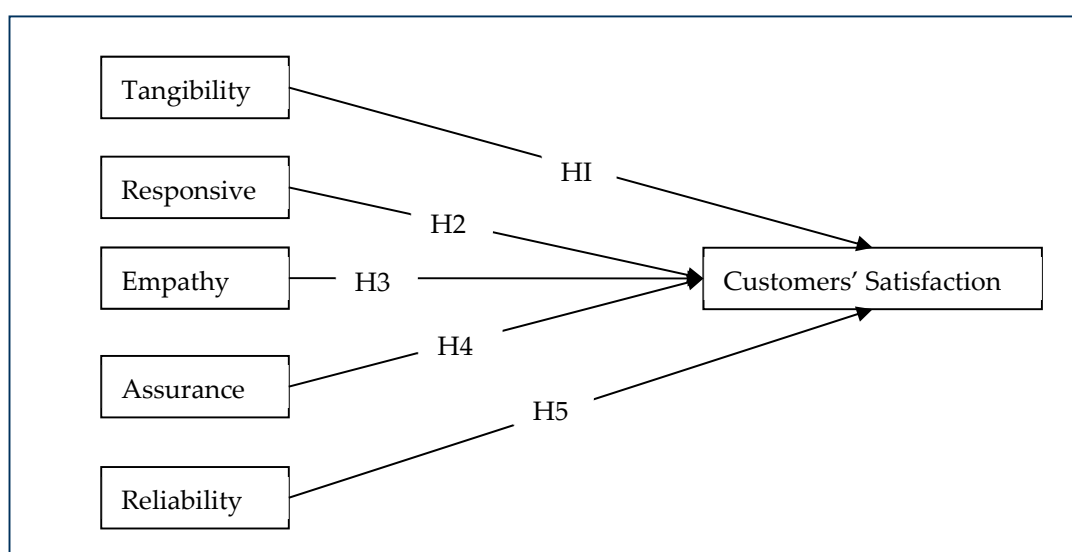 Tangibility
HI
Responsive
H2
Empathy
H3
Customers’ Satisfaction
H4
Assurance
H5
Reliability